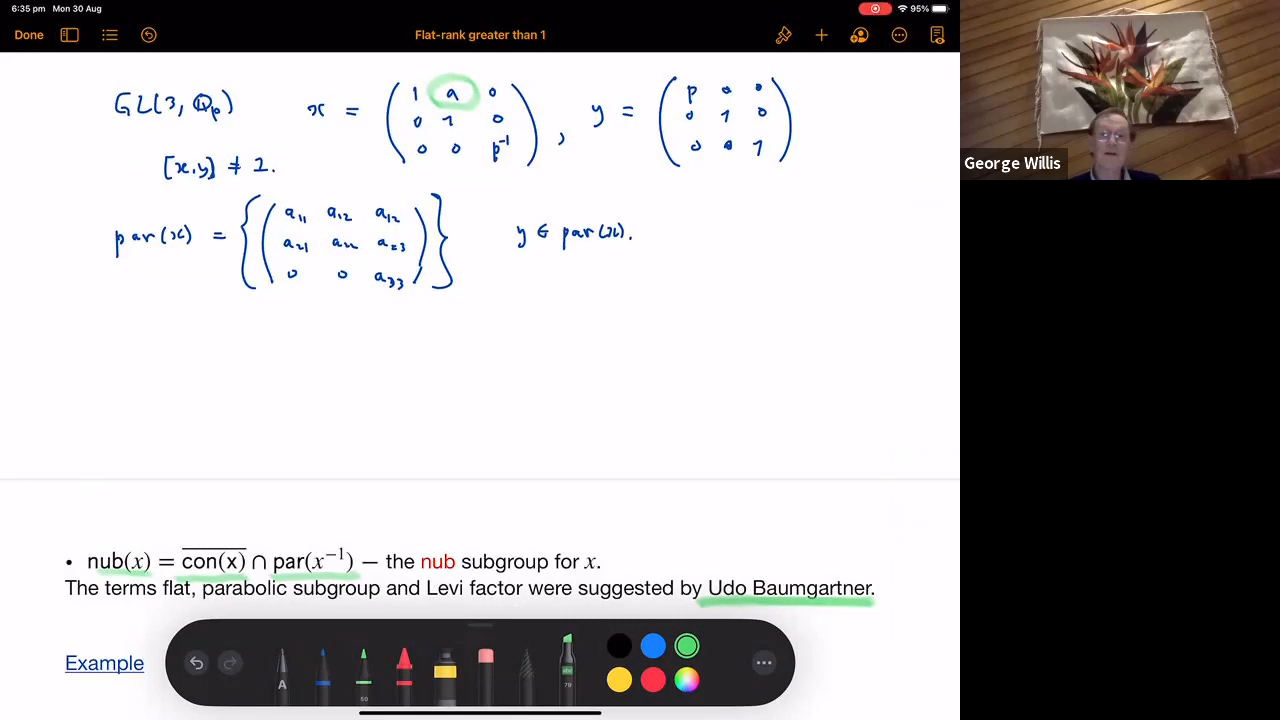 6:35 pm Mon 30 Aug 95%
Done Flat-rank greater than 1
GL(3, ℚp) x = ( 1 a 0 , y = ( p 0 0
0 1 0 0 1 0
0 0 p⁻¹ ) 0 0 1 )
[x,y] ≠ 1.
par(x) = { ( a11 a12 a12
a21 a22 a23
0 0 a33 ) } y ∈ par(x).
George Willis
• nub(x) = con(x) ∩ par(x⁻¹) — the nub subgroup for x.
The terms flat, parabolic subgroup and Levi factor were suggested by Udo Baumgartner.
Example
A 60 79